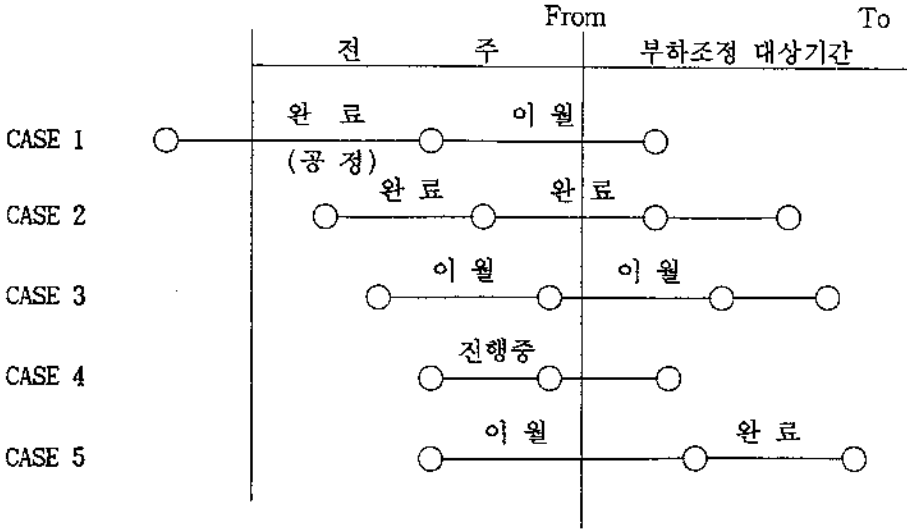 From To
전 주 부하조정 대상기간
완 료 이 월
CASE 1
(공 정)
완 료 완 료
CASE 2
이 월 이 월
CASE 3
진행중
CASE 4
이 월 완 료
CASE 5